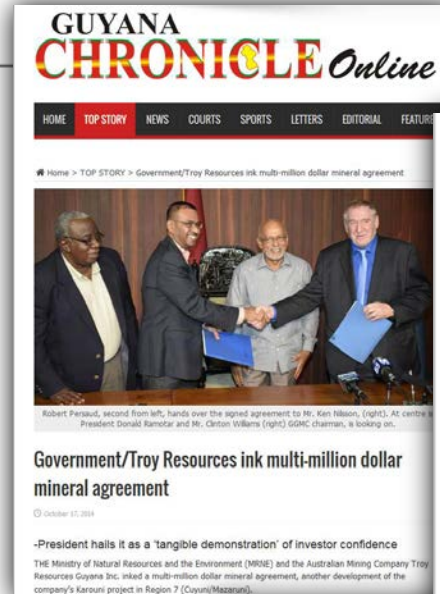 GUYANA
CHRONICLE Online
HOME TOP STORY NEWS COURTS SPORTS LETTERS EDITORIAL FEATURE
Home > TOP STORY > Government/Troy Resources ink multi-million dollar mineral agreement
Robert Persaud, second from left, hands over the signed agreement to Mr. Ken Nilsson, (right). At centre is
President Donald Ramotar and Mr. Clinton Williams (right) GGMC chairman, is looking on.
Government/Troy Resources ink multi-million dollar
mineral agreement
October 17, 2014
-President hails it as a 'tangible demonstration' of investor confidence
THE Ministry of Natural Resources and the Environment (MRNE) and the Australian Mining Company Troy
Resources Guyana Inc. inked a multi-million dollar mineral agreement, another development of the
company's Karouni project in Region 7 (Cuyuni/Mazaruni).